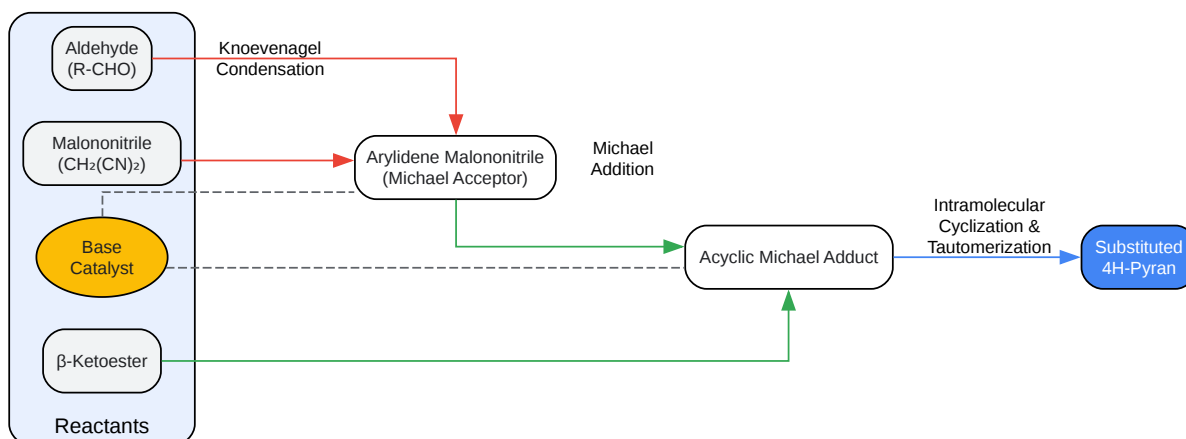 Aldehyde
(R-CHO)
Knoevenagel
Condensation
Malononitrile
(CH₂(CN)₂)
Arylidene Malononitrile
(Michael Acceptor)
Michael
Addition
Base
Catalyst
Acyclic Michael Adduct
Intramolecular
Cyclization &
Tautomerization
Substituted
4H-Pyran
β-Ketoester
Reactants